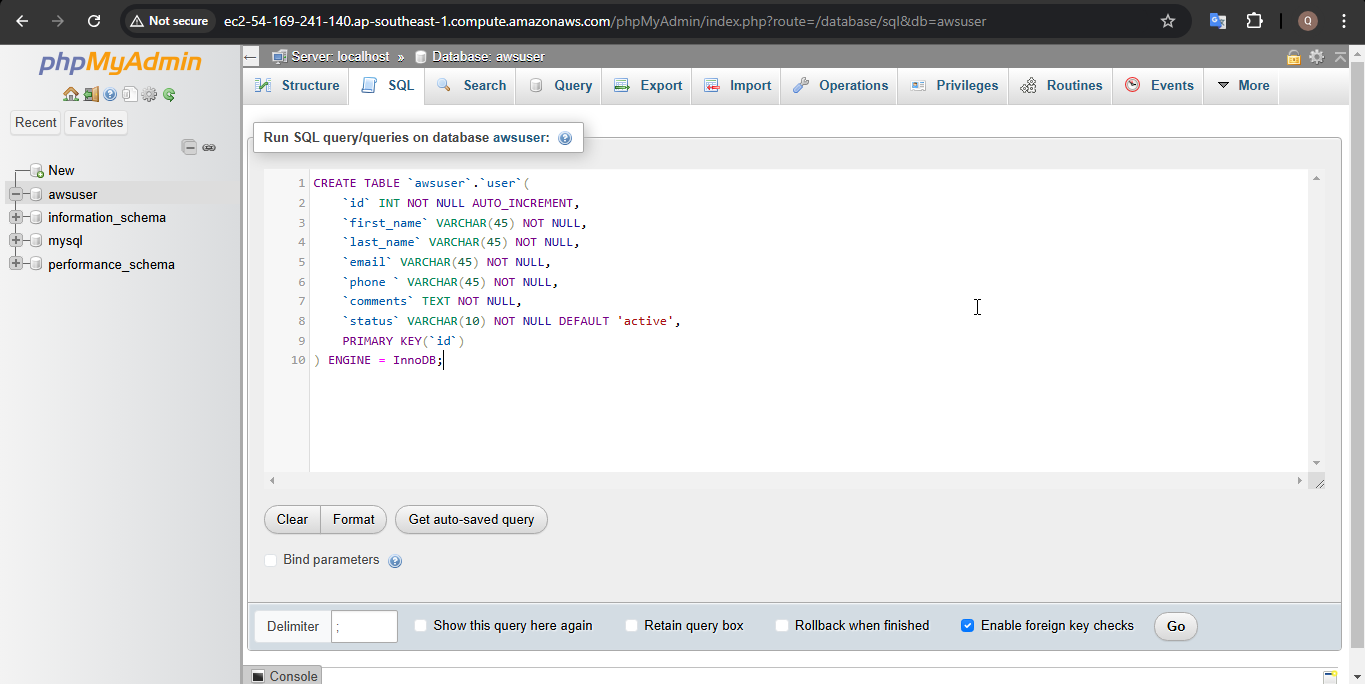 Not secure
ec2-54-169-241-140.ap-southeast-1.compute.amazonaws.com/phpMyAdmin/index.php?route=/database/sql&db=awsuser
Q
phpMyAdmin
Recent
Favorites
New
awsuser
information_schema
mysql
performance_schema
Server: localhost » Database: awsuser
Structure
SQL
Search
Query
Export
Import
Operations
Privileges
Routines
Events
More
Run SQL query/queries on database awsuser:
1 CREATE TABLE `awsuser`.`user`(
2 `id` INT NOT NULL AUTO_INCREMENT,
3 `first_name` VARCHAR(45) NOT NULL,
4 `last_name` VARCHAR(45) NOT NULL,
5 `email` VARCHAR(45) NOT NULL,
6 `phone ` VARCHAR(45) NOT NULL,
7 `comments` TEXT NOT NULL,
8 `status` VARCHAR(10) NOT NULL DEFAULT 'active',
9 PRIMARY KEY(`id`)
10 ) ENGINE = InnoDB;
Clear
Format
Get auto-saved query
Bind parameters
Delimiter ;
Show this query here again
Retain query box
Rollback when finished
Enable foreign key checks
Go
Console